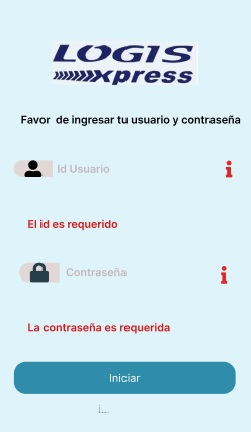 LOGIS
Xpress
Favor de ingresar tu usuario y contraseña
Id Usuario
El id es requerido
Contraseña
La contraseña es requerida
Iniciar